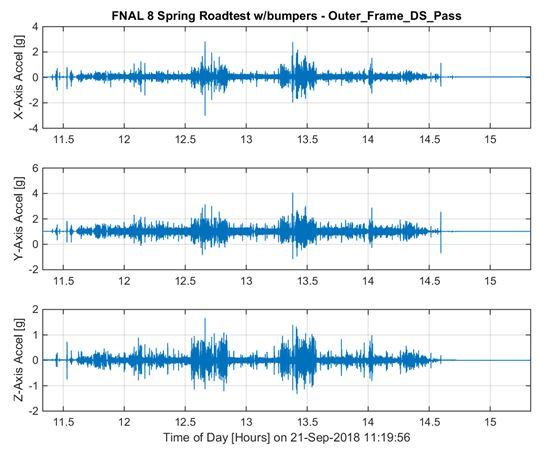 FNAL 8 Spring Roadtest w/bumpers - Outer_Frame_DS_Pass
X-Axis Accel [g]
4
2
0
-2
-4
11.5 12 12.5 13 13.5 14 14.5 15
Y-Axis Accel [g]
6
4
2
0
-2
11.5 12 12.5 13 13.5 14 14.5 15
Z-Axis Accel [g]
2
1
0
-1
-2
11.5 12 12.5 13 13.5 14 14.5 15
Time of Day [Hours] on 21-Sep-2018 11:19:56